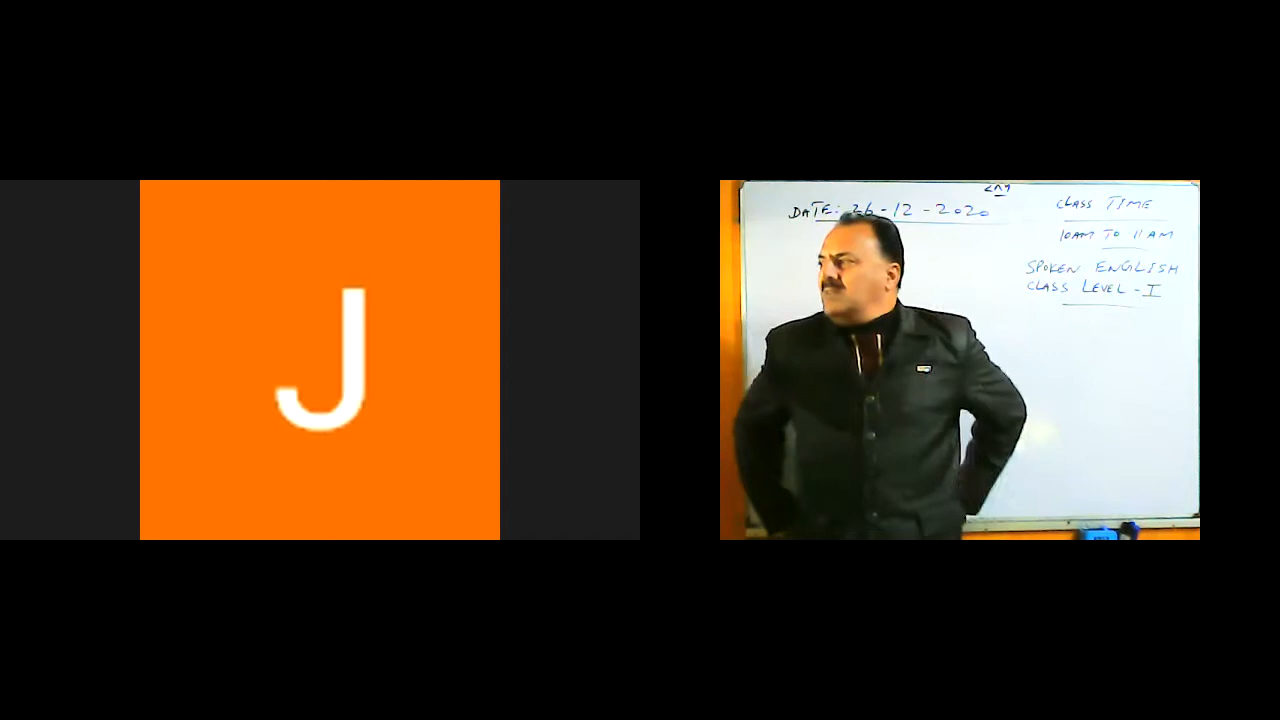 J
DATE: 26-12-2020
CLASS TIME
10AM TO 11AM
SPOKEN ENGLISH
CLASS LEVEL - I